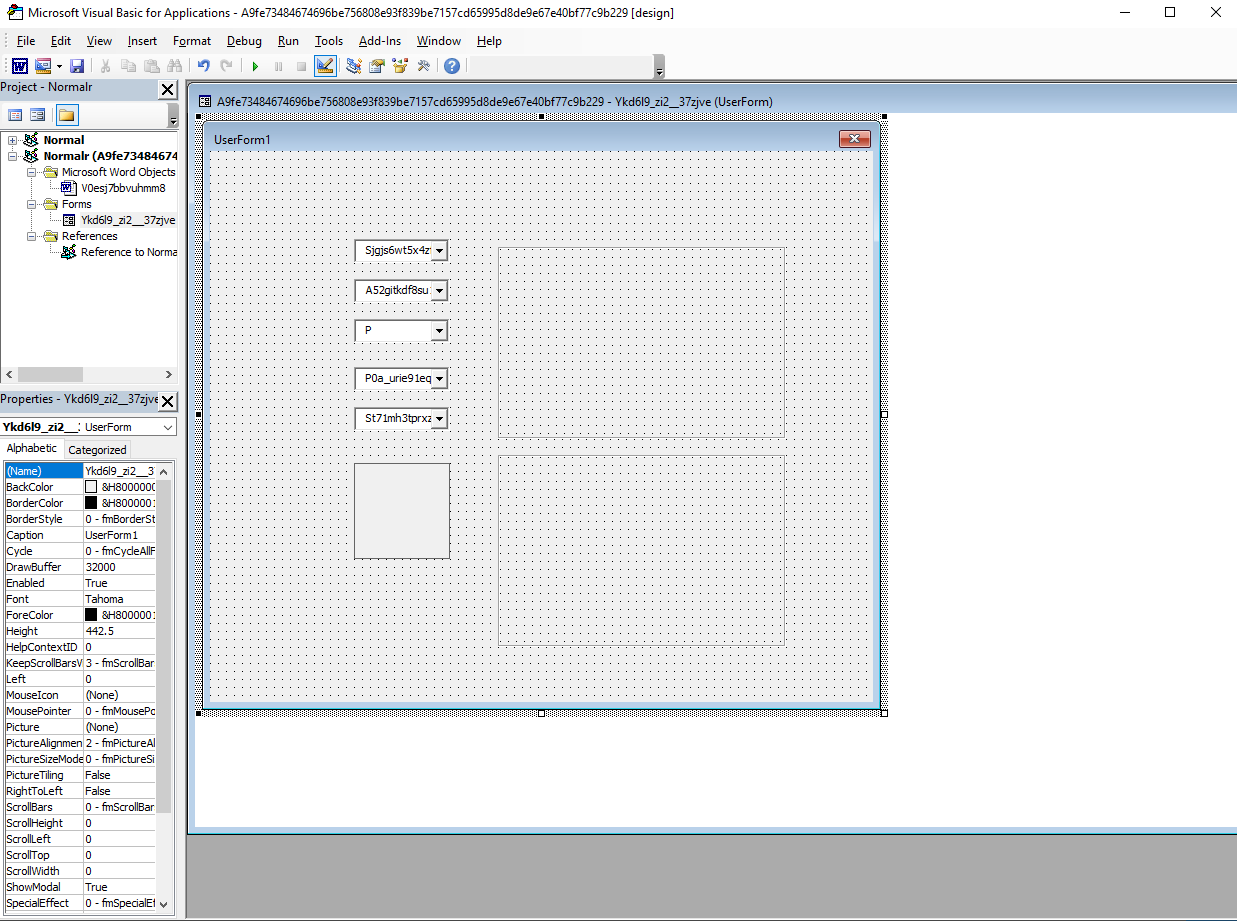 Microsoft Visual Basic for Applications - A9fe73484674696be756808e93f839be7157cd65995d8de9e67e40bf77c9b229 [design]
File Edit View Insert Format Debug Run Tools Add-Ins Window Help
Project - Normalr
Normal
Normalr (A9fe73484674
Microsoft Word Objects
V0esj7bbvuhmm8
Forms
Ykd6l9_zi2__37zjve
References
Reference to Norma
Properties - Ykd6l9_zi2__37zjve
Ykd6l9_zi2__: UserForm
Alphabetic Categorized
(Name) Ykd6l9_zi2__3
BackColor &H8000000
BorderColor &H8000001
BorderStyle 0 - fmBorderSt
Caption UserForm1
Cycle 0 - fmCycleAllF
DrawBuffer 32000
Enabled True
Font Tahoma
ForeColor &H8000001
Height 442.5
HelpContextID 0
KeepScrollBarsV 3 - fmScrollBar
Left 0
MouseIcon (None)
MousePointer 0 - fmMousePo
Picture (None)
PictureAlignmen 2 - fmPictureAl
PictureSizeMode 0 - fmPictureSi
PictureTiling False
RightToLeft False
ScrollBars 0 - fmScrollBar
ScrollHeight 0
ScrollLeft 0
ScrollTop 0
ScrollWidth 0
ShowModal True
SpecialEffect 0 - fmSpecialEf
A9fe73484674696be756808e93f839be7157cd65995d8de9e67e40bf77c9b229 - Ykd6l9_zi2__37zjve (UserForm)
UserForm1
Sjgjs6wt5x4z
A52gitkdf8su
P
P0a_urie91eq
St71mh3tprxz